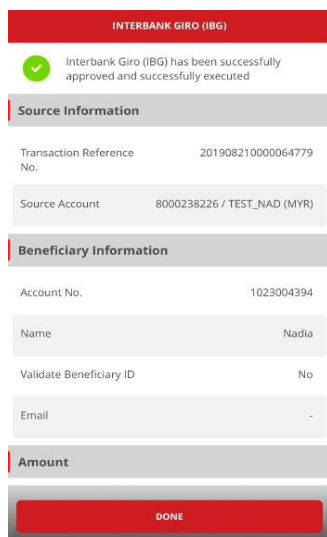 INTERBANK GIRO (IBG)
Interbank Giro (IBG) has been successfully
approved and successfully executed
Source Information
Transaction Reference 201908210000064779
No.
Source Account 8000238226 / TEST_NAD (MYR)
Beneficiary Information
Account No. 1023004394
Name Nadia
Validate Beneficiary ID No
Email -
Amount
DONE